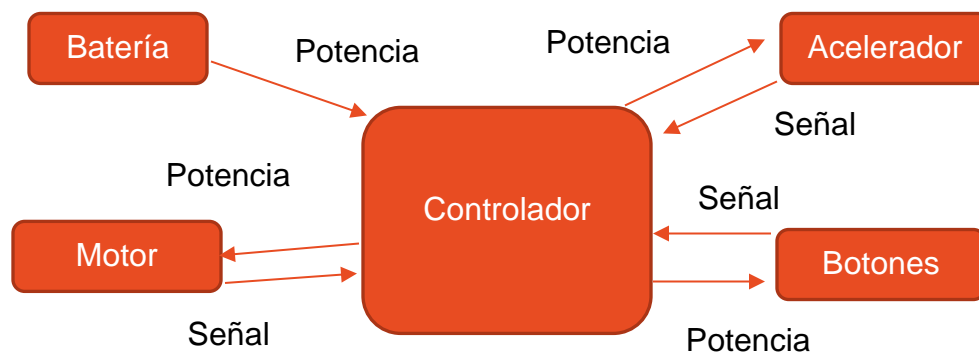 Batería
Potencia
Potencia
Acelerador
Señal
Potencia
Controlador
Señal
Motor
Botones
Señal
Potencia